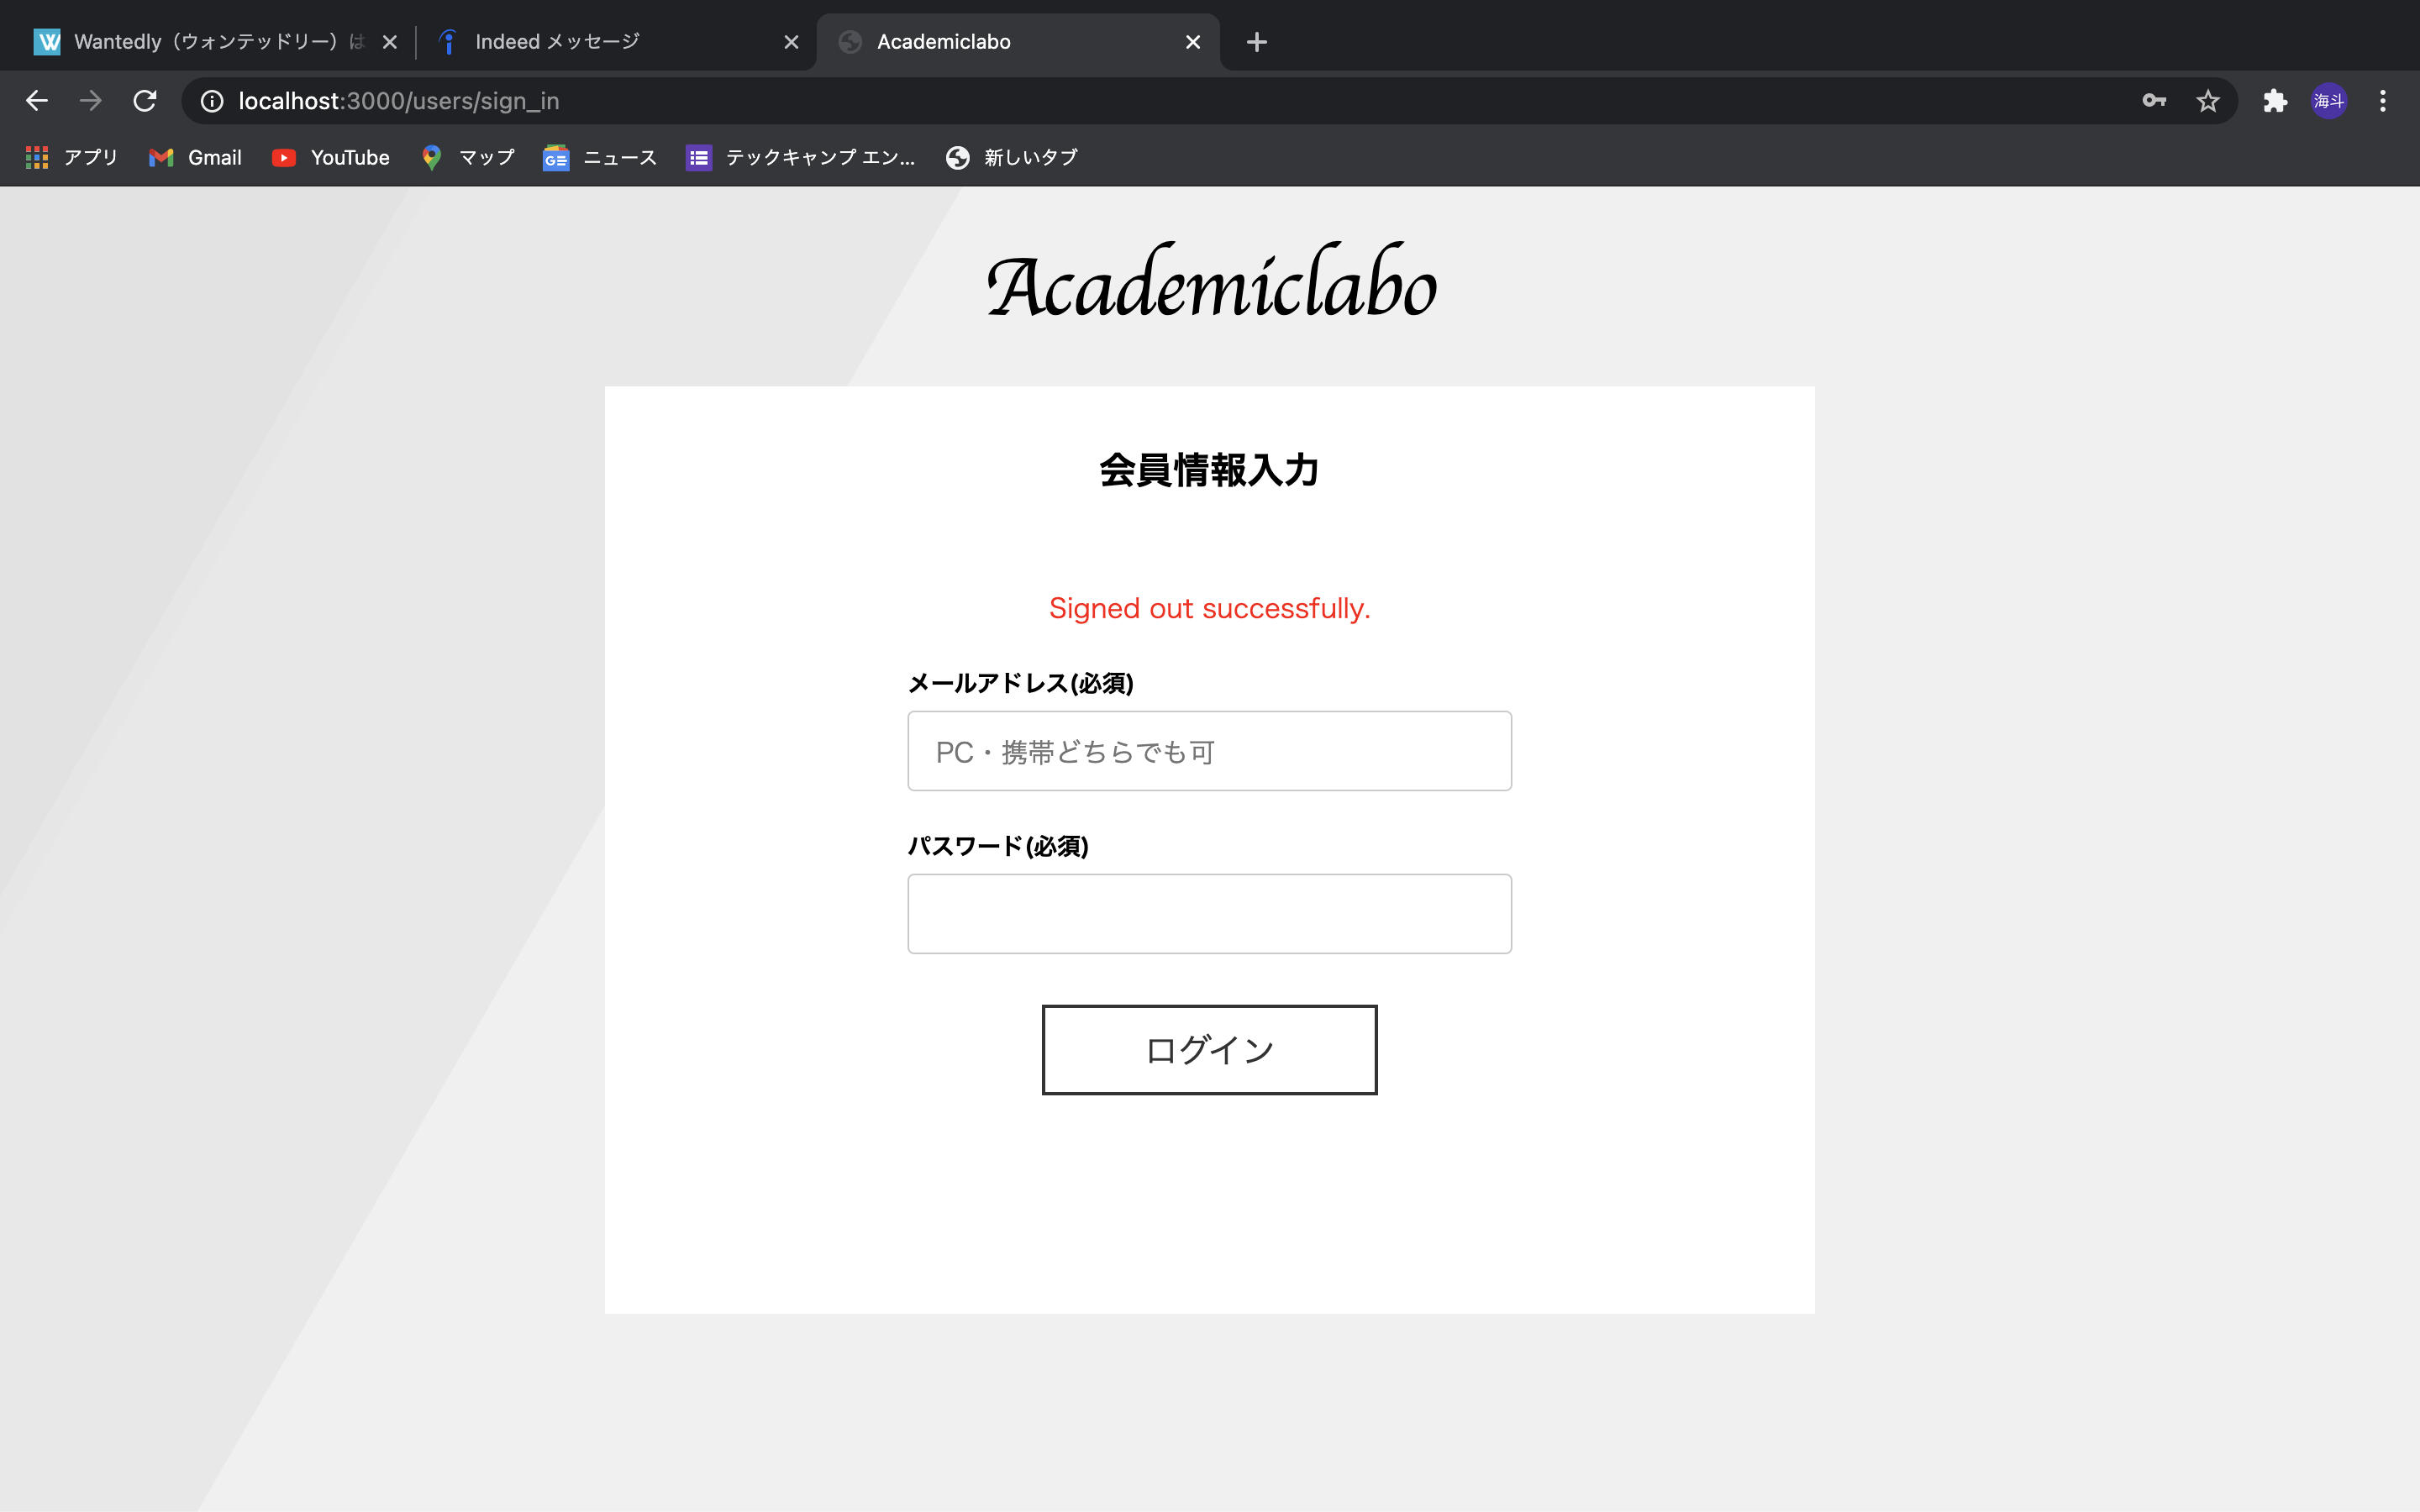 Wantedly（ウォンテッドリー）は
Indeed メッセージ
Academiclabo
localhost:3000/users/sign_in
海斗
アプリ
Gmail
YouTube
マップ
ニュース
テックキャンプ エン...
新しいタブ
Academiclabo
会員情報入力
Signed out successfully.
メールアドレス(必須)
PC・携帯どちらでも可
パスワード(必須)
ログイン